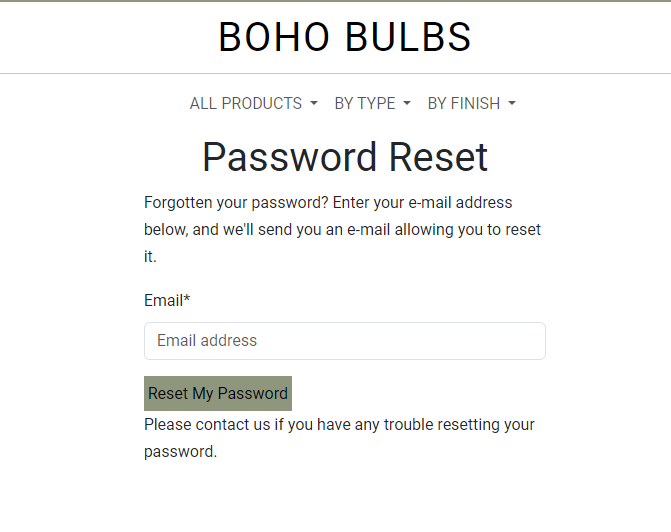 BOHO BULBS
ALL PRODUCTS BY TYPE BY FINISH
Password Reset
Forgotten your password? Enter your e-mail address
below, and we'll send you an e-mail allowing you to reset
it.
Email*
Email address
Reset My Password
Please contact us if you have any trouble resetting your
password.